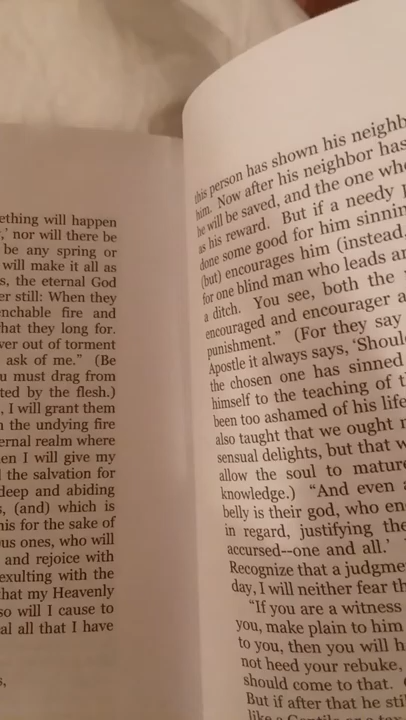 ething will happen
,’ nor will there be
be any spring or
will make it all as
s, the eternal God
er still: When they
enchable fire and
hat they long for.
ver out of torment
ask of me.” (Be
u must drag from
ted by the flesh.)
, I will grant them
n the undying fire
ernal realm where
en I will give my
l the salvation for
deep and abiding
s, (and) which is
his for the sake of
us ones, who will
and rejoice with
exulting with the
that my Heavenly
so will I cause to
al all that I have
s,
this person has shown his neighb
him. Now after his neighbor has
he will be saved, and the one who
as his reward. But if a needy p
done some good for him sinnin
(but) encourages him (instead,
for one blind man who leads an
a ditch. You see, both the
encouraged and encourager a
punishment.” (For they say
Apostle it always says, ‘Shoul
the chosen one has sinned
himself to the teaching of t
been too ashamed of his life
also taught that we ought n
sensual delights, but that w
allow the soul to mature
knowledge.) “And even a
belly is their god, who en
in regard, justifying the
accursed--one and all.’
Recognize that a judgme
day, I will neither fear th
“If you are a witness
you, make plain to him
to you, then you will h
not heed your rebuke,
should come to that.
But if after that he sti
like a Gentile